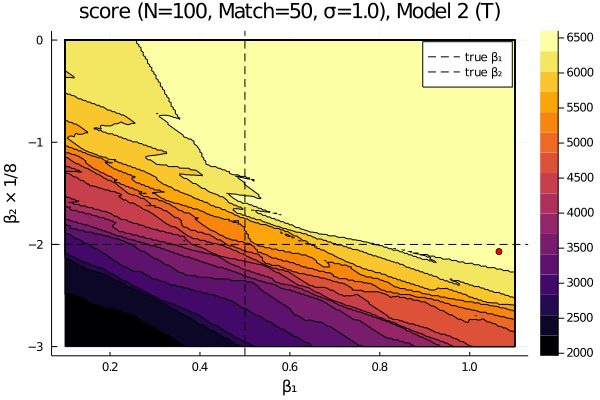 score (N=100, Match=50, σ=1.0), Model 2 (T)
true β₁
true β₂
0
−1
−2
−3
β₂ × 1/8
0.2 0.4 0.6 0.8 1.0
β₁
6500
6000
5500
5000
4500
4000
3500
3000
2500
2000